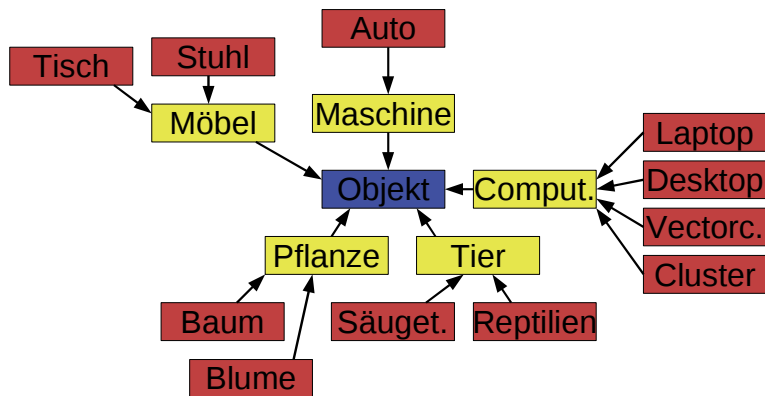 Auto
Stuhl
Tisch
Maschine
Möbel
Laptop
Desktop
Objekt
Comput.
Vectorc.
Pflanze
Tier
Cluster
Baum
Säuget.
Reptilien
Blume